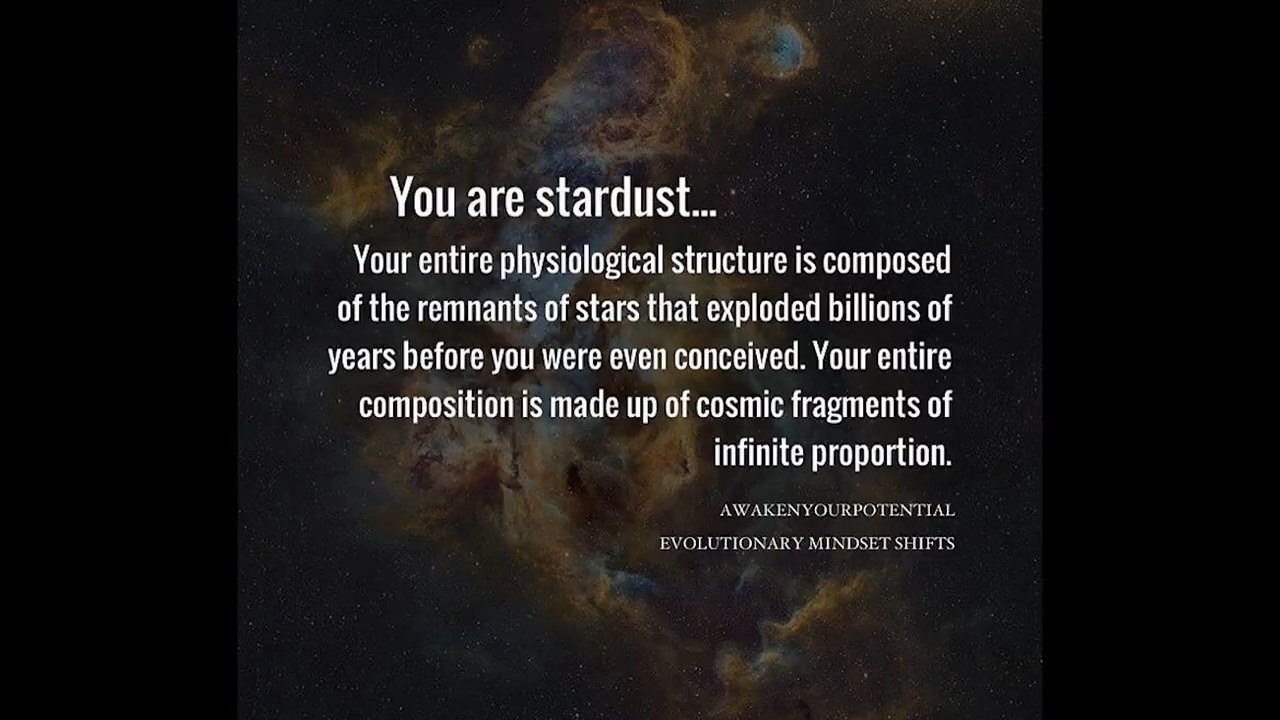 You are stardust...
Your entire physiological structure is composed
of the remnants of stars that exploded billions of
years before you were even conceived. Your entire
composition is made up of cosmic fragments of
infinite proportion.
AWAKENYOURPOTENTIAL
EVOLUTIONARY MINDSET SHIFTS